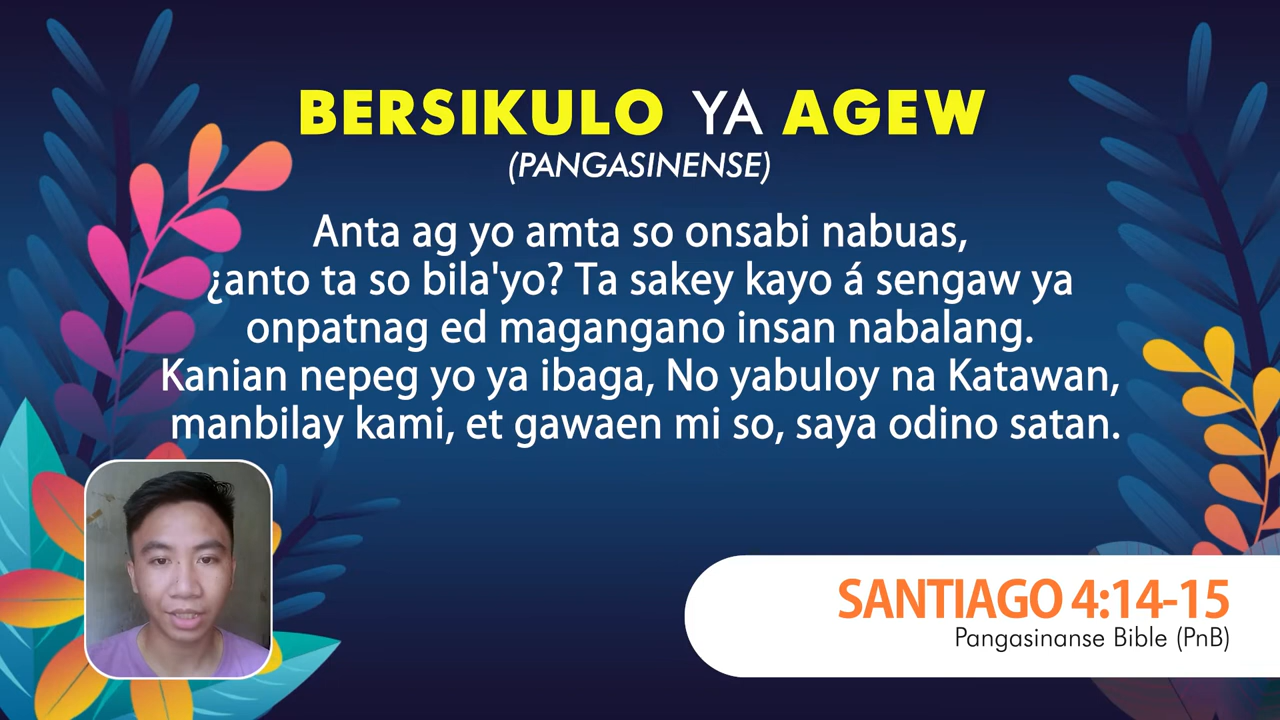 BERSIKULO YA AGEW
(PANGASINENSE)
Anta ag yo amta so onsabi nabuas,
¿anto ta so bila'yo? Ta sakey kayo á sengaw ya
onpatnag ed magangano insan nabalang.
Kanian nepeg yo ya ibaga, No yabuloy na Katawan,
manbilay kami, et gawaen mi so, saya odino satan.
SANTIAGO 4:14-15
Pangasinanse Bible (PnB)